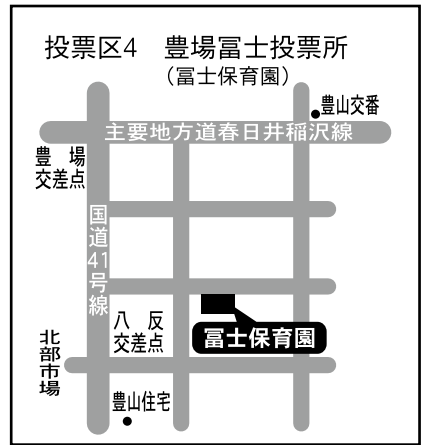 投票区4 豊場冨士投票所
（冨士保育園）
豊山交番
主要地方道春日井稲沢線
豊場
交差点
国道41号線
八反
交差点
冨士保育園
北部市場
豊山住宅